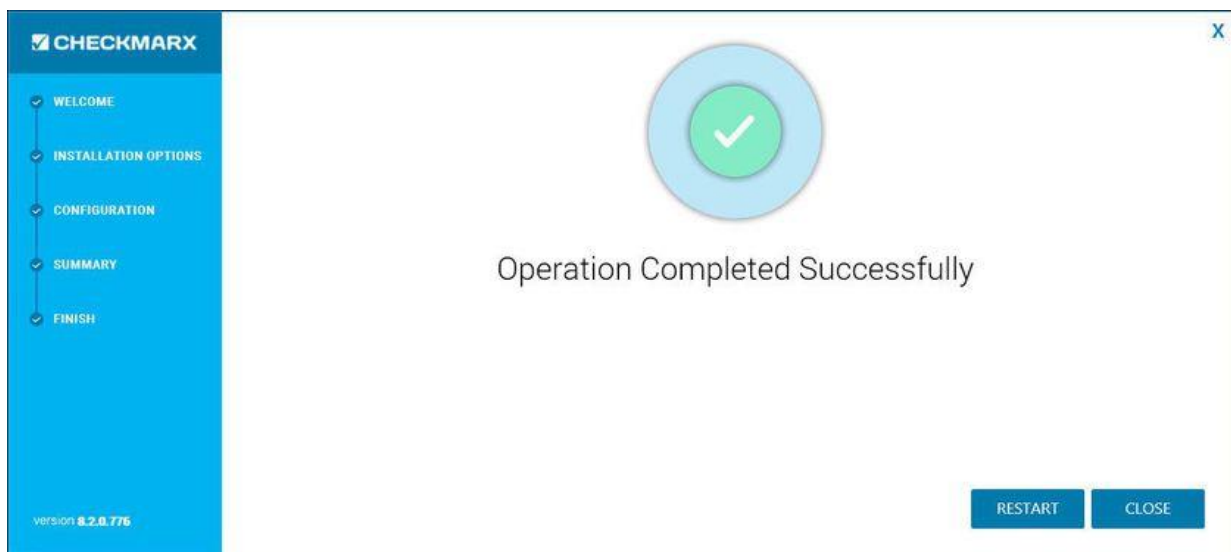 CHECKMARX
X
WELCOME
INSTALLATION OPTIONS
CONFIGURATION
SUMMARY
FINISH
Operation Completed Successfully
RESTART
CLOSE
version 8.2.0.776